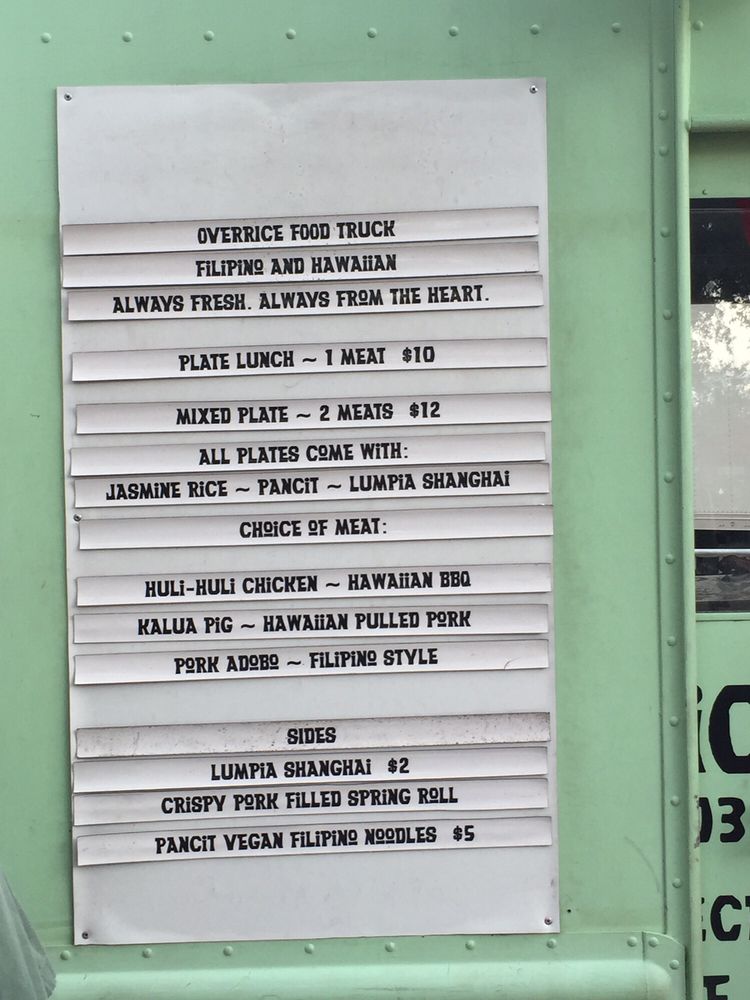 OVERRICE FOOD TRUCK
FILIPINO AND HAWAIIAN
ALWAYS FRESH. ALWAYS FROM THE HEART.
PLATE LUNCH ~ 1 MEAT $10
MIXED PLATE ~ 2 MEATS $12
ALL PLATES COME WITH:
JASMINE RICE ~ PANCIT ~ LUMPIA SHANGHAI
CHOICE OF MEAT:
HULI-HULI CHICKEN ~ HAWAIIAN BBQ
KALUA PIG ~ HAWAIIAN PULLED PORK
PORK ADOBO ~ FILIPINO STYLE
SIDES
LUMPIA SHANGHAI $2
CRISPY PORK FILLED SPRING ROLL
PANCIT VEGAN FILIPINO NOODLES $5